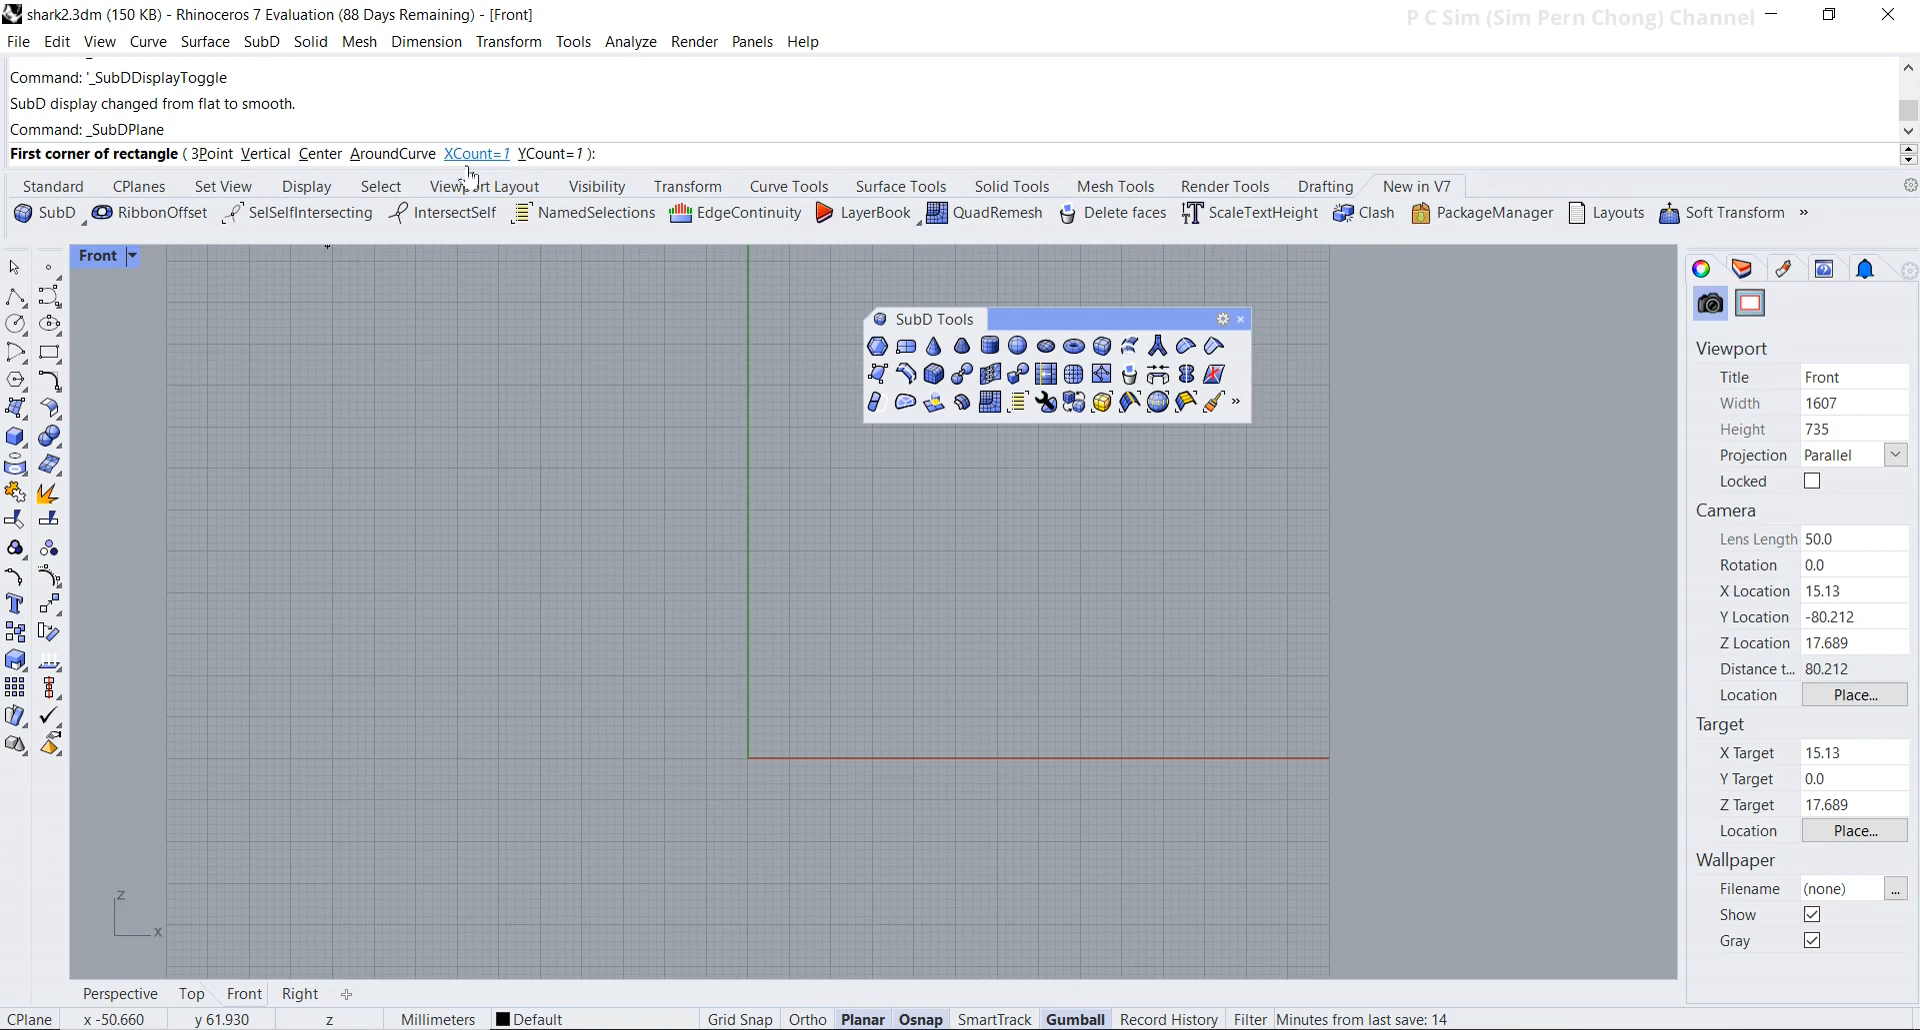 shark2.3dm (150 KB) - Rhinoceros 7 Evaluation (88 Days Remaining) - [Front]
P C Sim (Sim Pern Chong) Channel
File Edit View Curve Surface SubD Solid Mesh Dimension Transform Tools Analyze Render Panels Help
Command: '_SubDDisplayToggle
SubD display changed from flat to smooth.
Command: _SubDPlane
First corner of rectangle ( 3Point Vertical Center AroundCurve XCount=1 YCount=1 ):
Standard CPlanes Set View Display Select Viewport Layout Visibility Transform Curve Tools Surface Tools Solid Tools Mesh Tools Render Tools Drafting New in V7
SubD RibbonOffset SelSelfIntersecting IntersectSelf NamedSelections EdgeContinuity LayerBook QuadRemesh Delete faces ScaleTextHeight Clash PackageManager Layouts Soft Transform »
Front
SubD Tools
»
Viewport
Title Front
Width 1607
Height 735
Projection Parallel
Locked
Camera
Lens Length 50.0
Rotation 0.0
X Location 15.13
Y Location -80.212
Z Location 17.689
Distance t... 80.212
Location Place...
Target
X Target 15.13
Y Target 0.0
Z Target 17.689
Location Place...
Wallpaper
Filename (none) ...
Show
Gray
z
x
Perspective Top Front Right
CPlane x -50.660 y 61.930 z Millimeters Default Grid Snap Ortho Planar Osnap SmartTrack Gumball Record History Filter Minutes from last save: 14